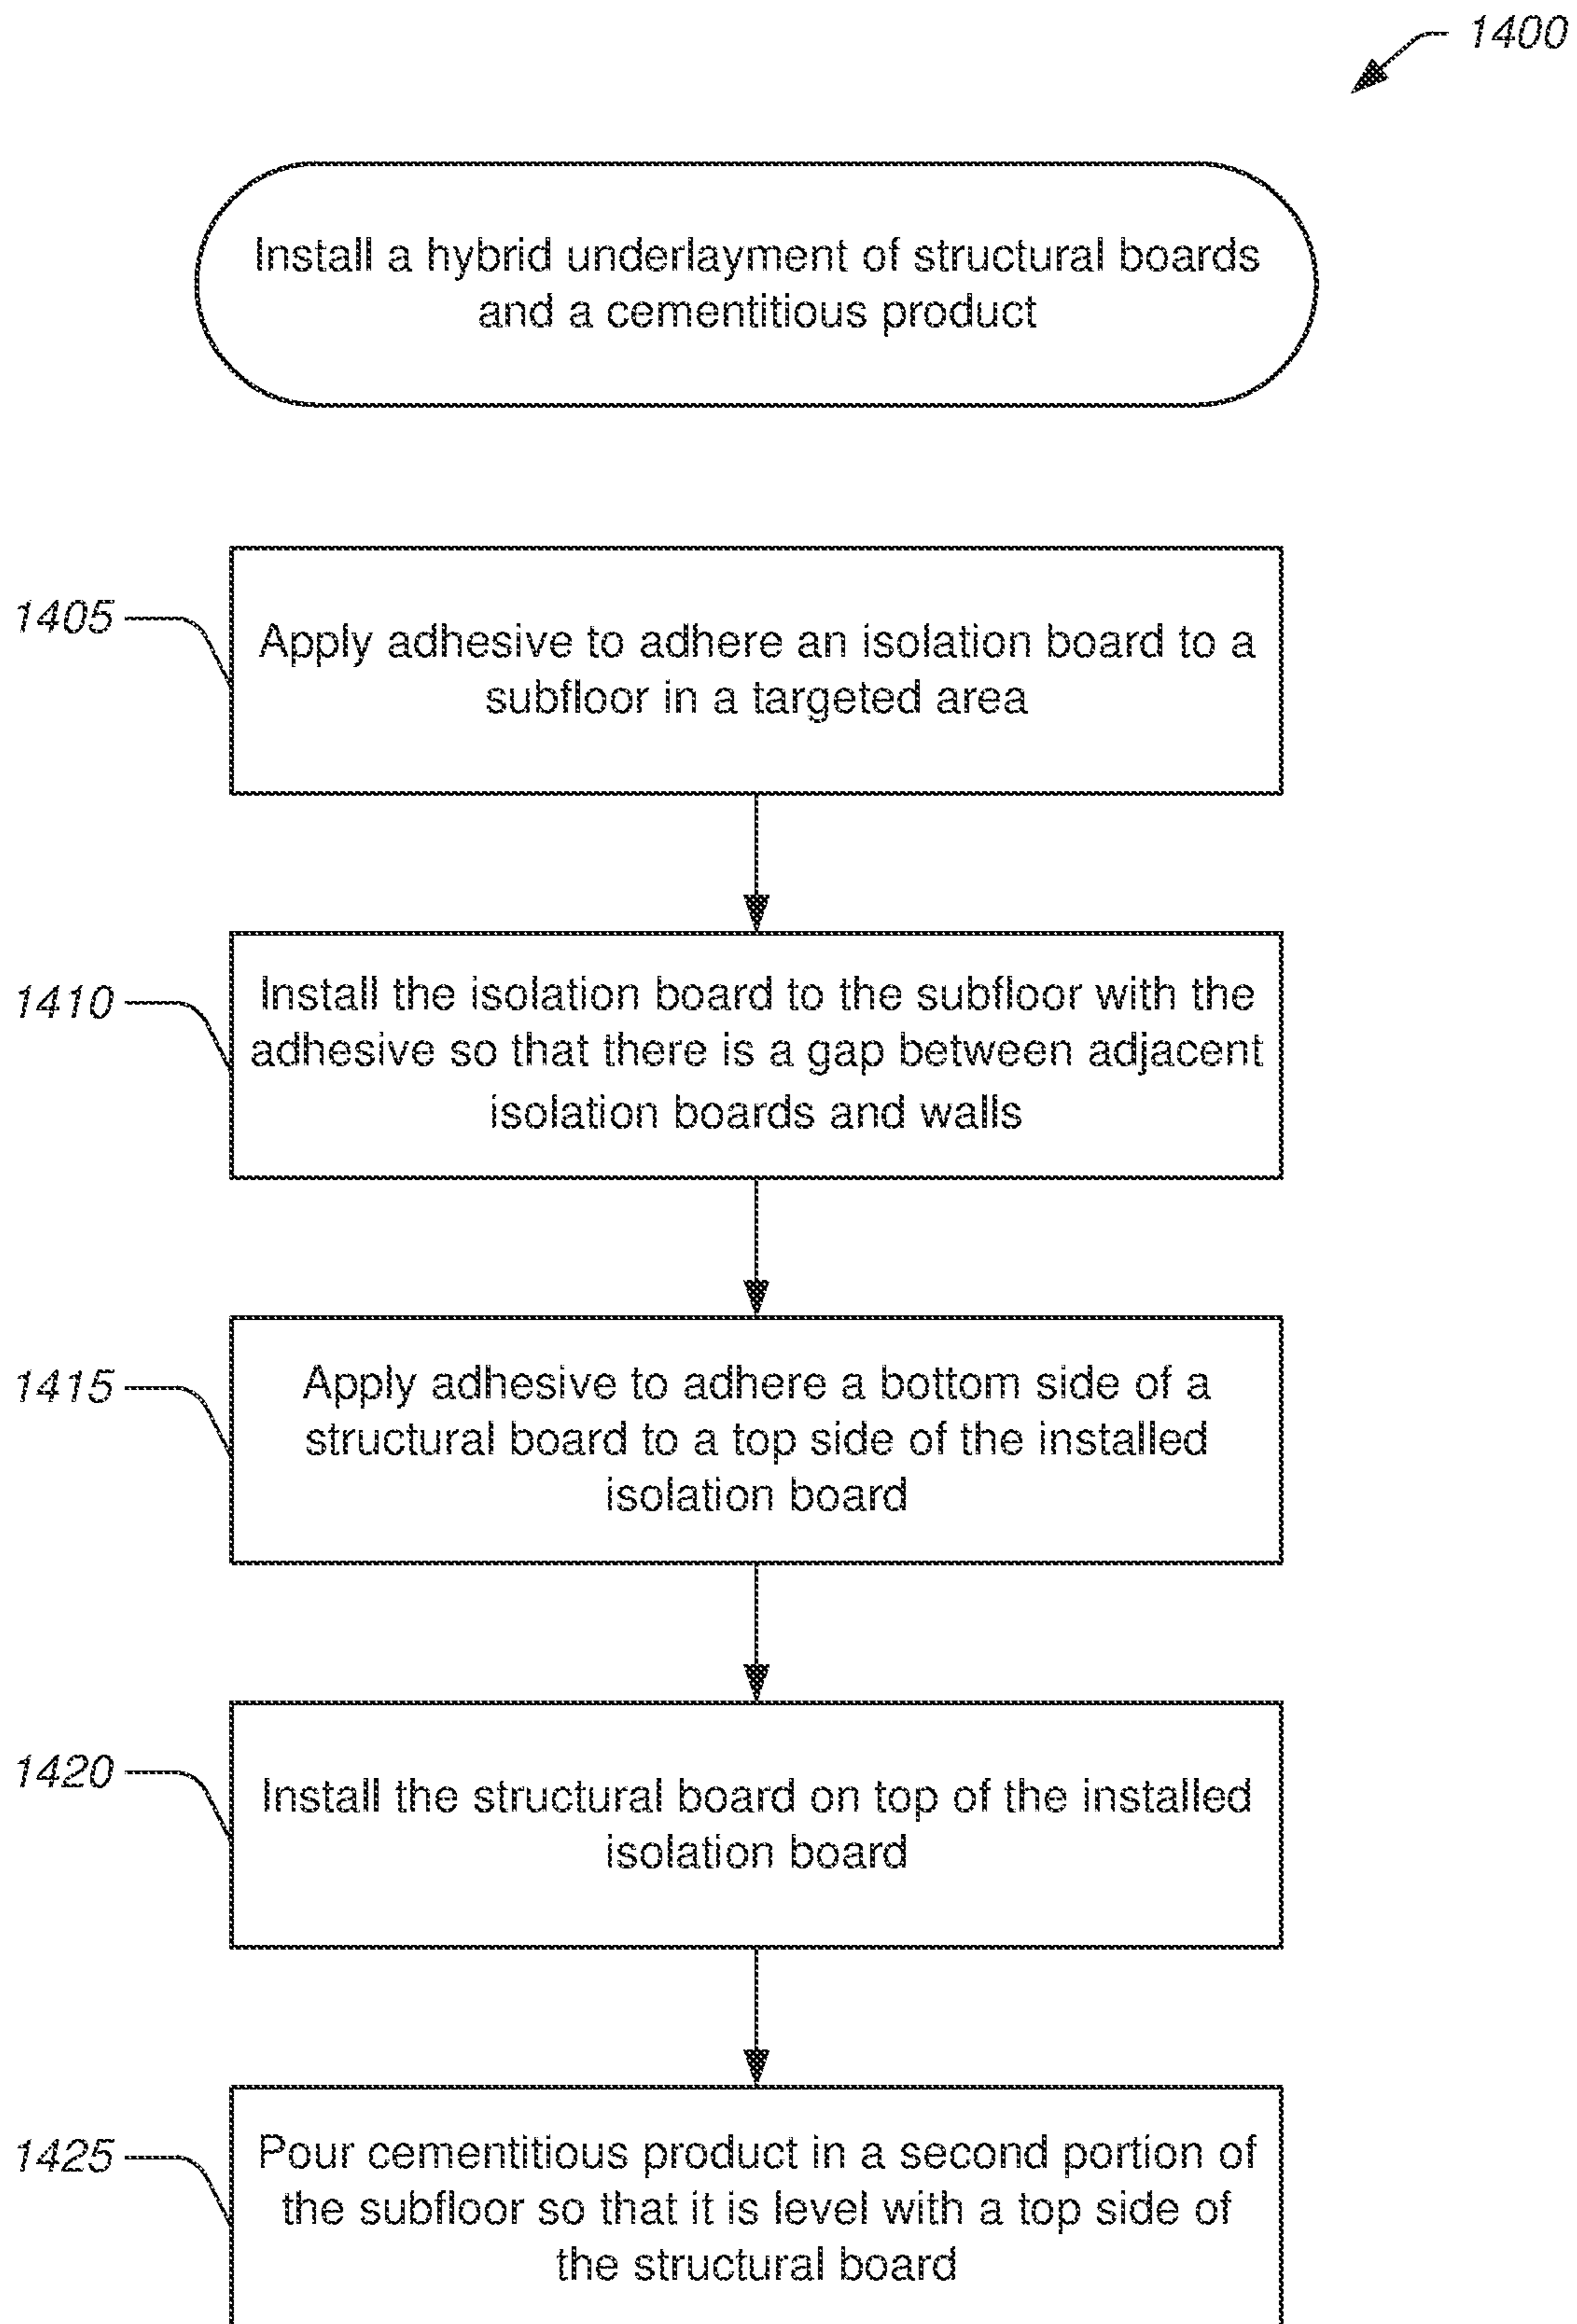 1400
Install a hybrid underlayment of structural boards
and a cementitious product
1405
Apply adhesive to adhere an isolation board to a
subfloor in a targeted area
1410
Install the isolation board to the subfloor with the
adhesive so that there is a gap between adjacent
isolation boards and walls
1415
Apply adhesive to adhere a bottom side of a
structural board to a top side of the installed
isolation board
1420
Install the structural board on top of the installed
isolation board
1425
Pour cementitious product in a second portion of
the subfloor so that it is level with a top side of
the structural board